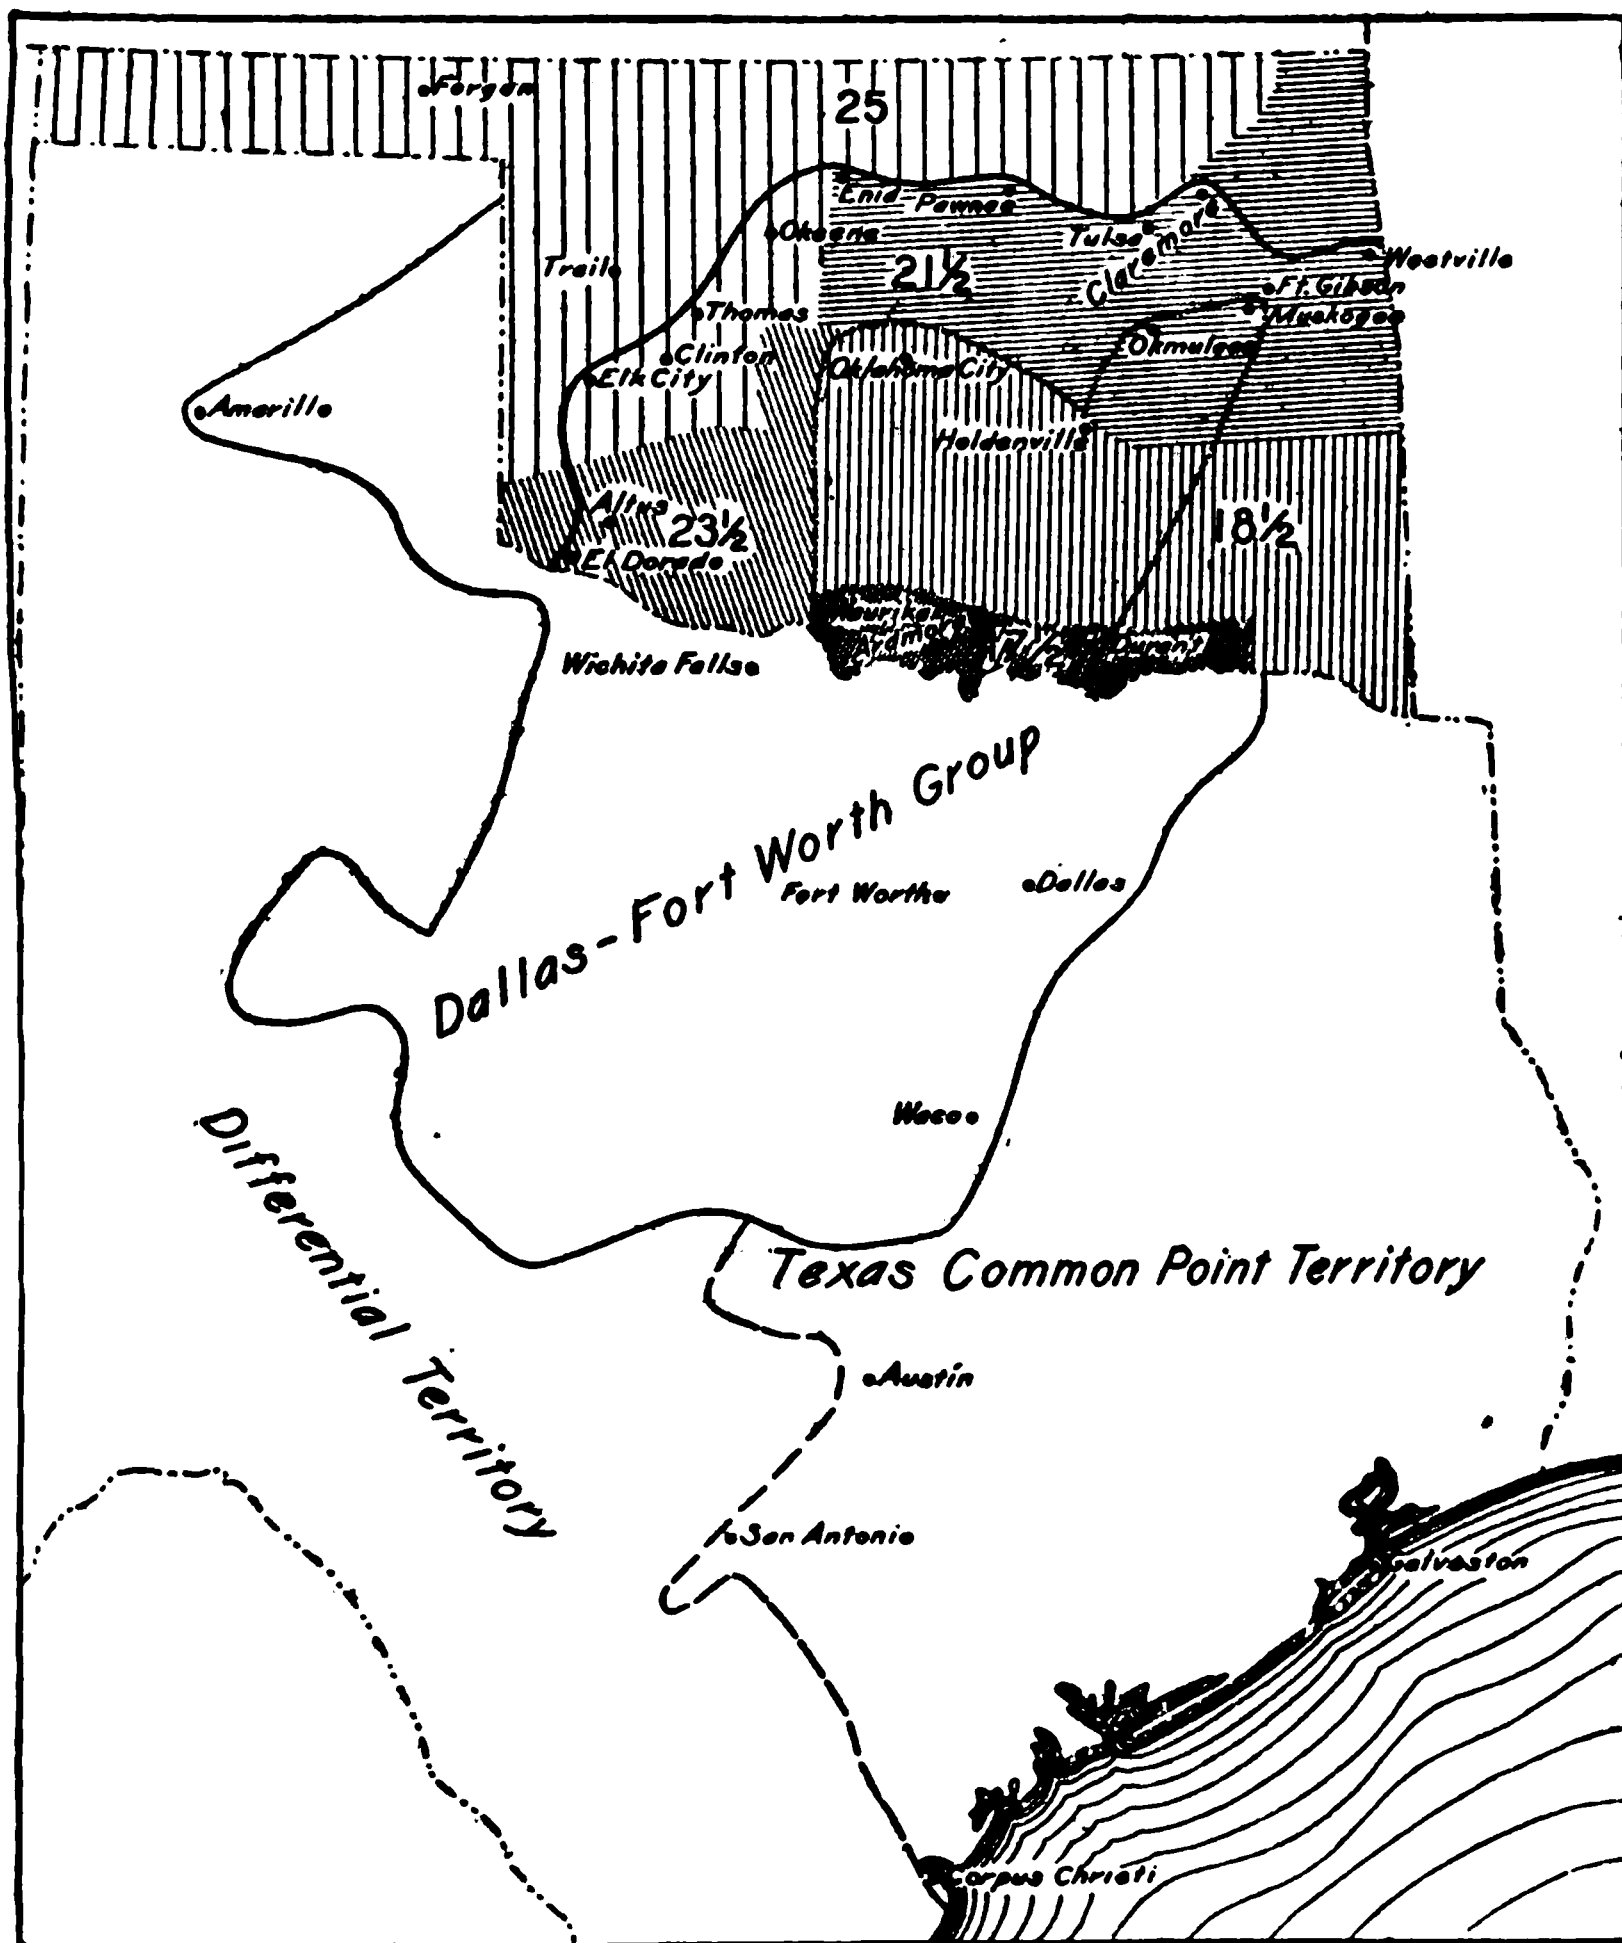 Forgan
25
Enid
Pawnee
Okeene
Tulsa
Claremore
Westville
Trail
21½
Ft. Gibson
Muskogee
Thomas
Okmulgee
Clinton
Oklahoma City
Elk City
Amarillo
Holdenville
Altus
23½
18½
El Dorado
Waurika
Ardmore
Durant
Wichita Falls
Dallas-Fort Worth Group
Fort Worth
Dallas
Waco
Differential Territory
Texas Common Point Territory
Austin
San Antonio
Galveston
Corpus Christi